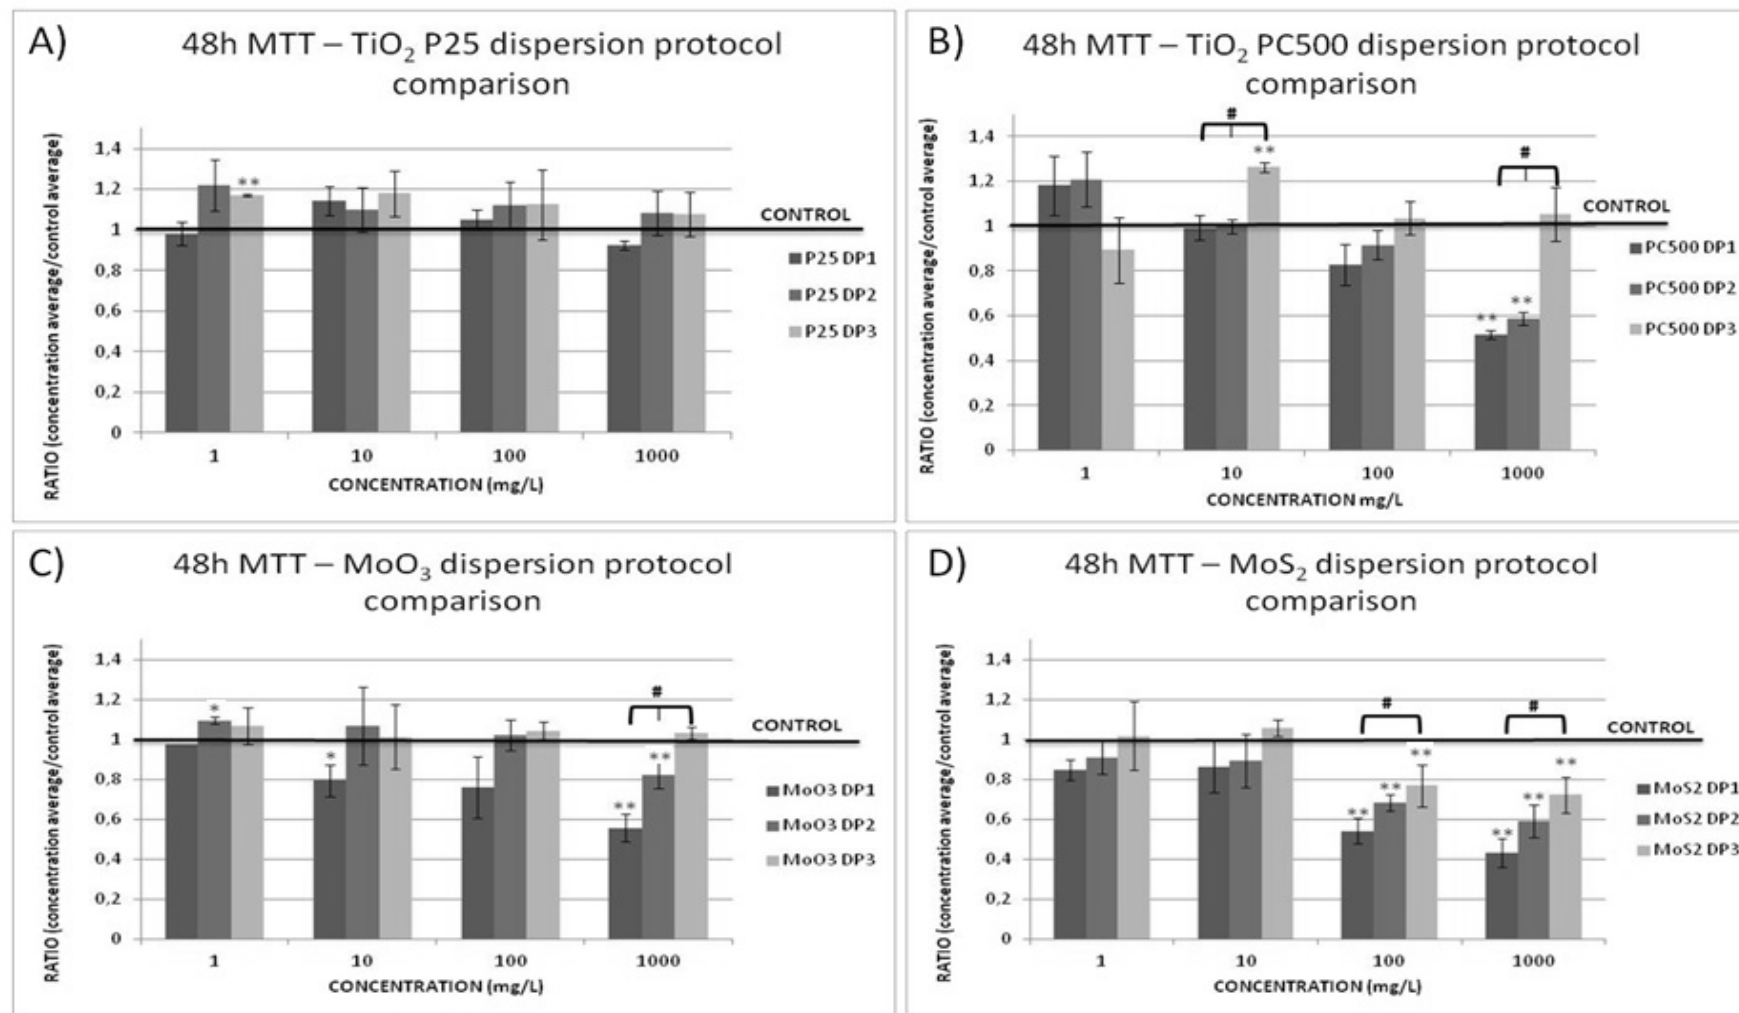 A)
48h MTT – TiO₂ P25 dispersion protocol
comparison
RATIO (concentration average/control average)
1,4
1,2
1
0,8
0,6
0,4
0,2
0
**
CONTROL
P25 DP1
P25 DP2
P25 DP3
1 10 100 1000
CONCENTRATION (mg/L)
B)
48h MTT – TiO₂ PC500 dispersion protocol
comparison
RATIO (concentration average/control average)
1,4
1,2
1
0,8
0,6
0,4
0,2
0
# #
**
** **
CONTROL
PC500 DP1
PC500 DP2
PC500 DP3
1 10 100 1000
CONCENTRATION mg/L
C)
48h MTT – MoO₃ dispersion protocol
comparison
RATIO (concentration average/control average)
1,4
1,2
1
0,8
0,6
0,4
0,2
0
#
* * ** **
CONTROL
MoO3 DP1
MoO3 DP2
MoO3 DP3
1 10 100 1000
CONCENTRATION (mg/L)
D)
48h MTT – MoS₂ dispersion protocol
comparison
RATIO (concentration average/control average)
1,4
1,2
1
0,8
0,6
0,4
0,2
0
# #
** ** ** ** ** **
CONTROL
MoS2 DP1
MoS2 DP2
MoS2 DP3
1 10 100 1000
CONCENTRATION (mg/L)